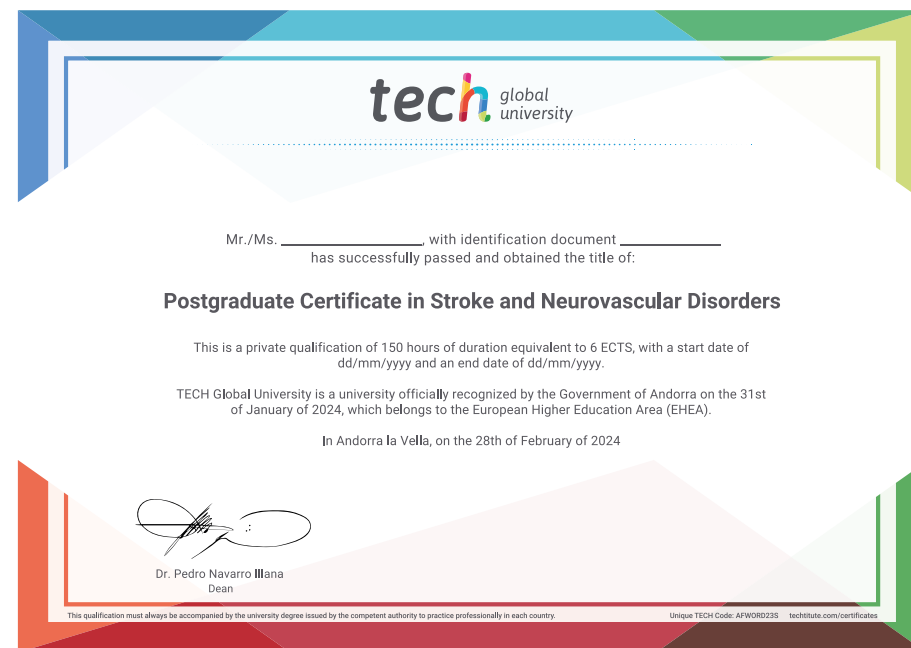 tech global university
Mr./Ms. ____________________, with identification document ______________
has successfully passed and obtained the title of:
Postgraduate Certificate in Stroke and Neurovascular Disorders
This is a private qualification of 150 hours of duration equivalent to 6 ECTS, with a start date of
dd/mm/yyyy and an end date of dd/mm/yyyy.
TECH Global University is a university officially recognized by the Government of Andorra on the 31st
of January of 2024, which belongs to the European Higher Education Area (EHEA).
In Andorra la Vella, on the 28th of February of 2024
Dr. Pedro Navarro Illana
Dean
This qualification must always be accompanied by the university degree issued by the competent authority to practice professionally in each country.
Unique TECH Code: AFWORD23S techtitute.com/certificates